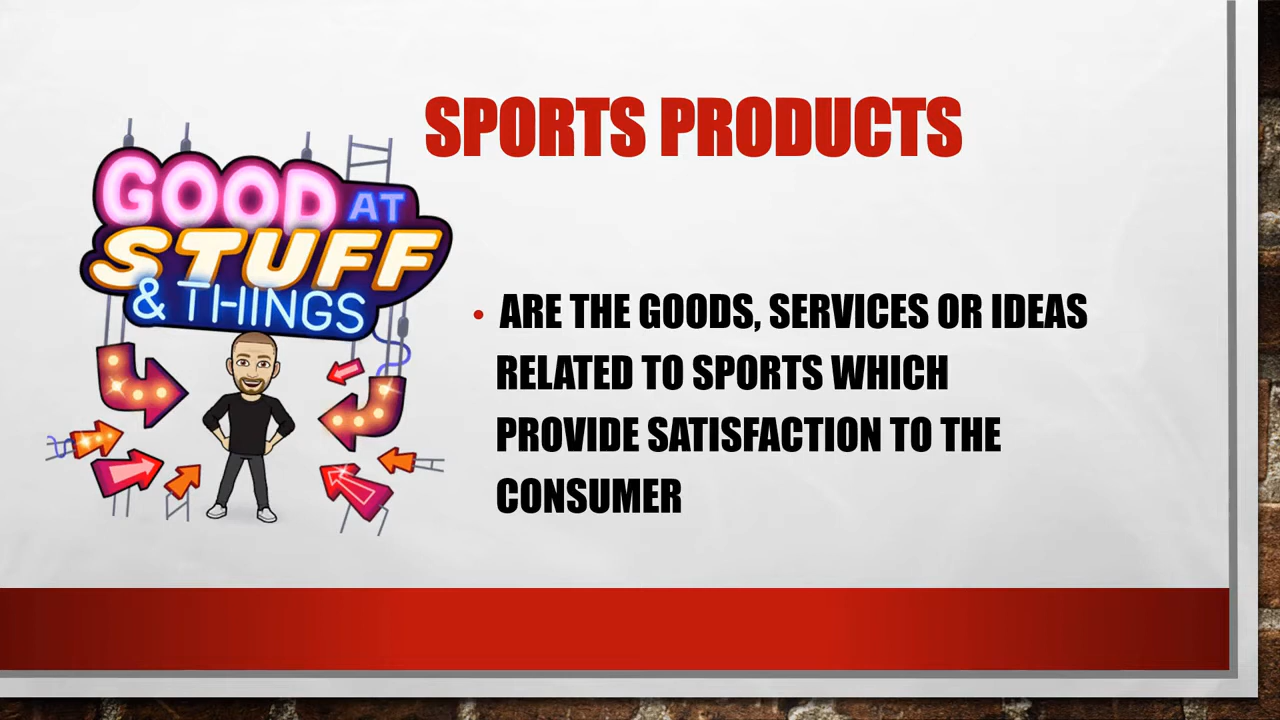 SPORTS PRODUCTS
GOOD AT
STUFF
& THINGS
• ARE THE GOODS, SERVICES OR IDEAS
RELATED TO SPORTS WHICH
PROVIDE SATISFACTION TO THE
CONSUMER